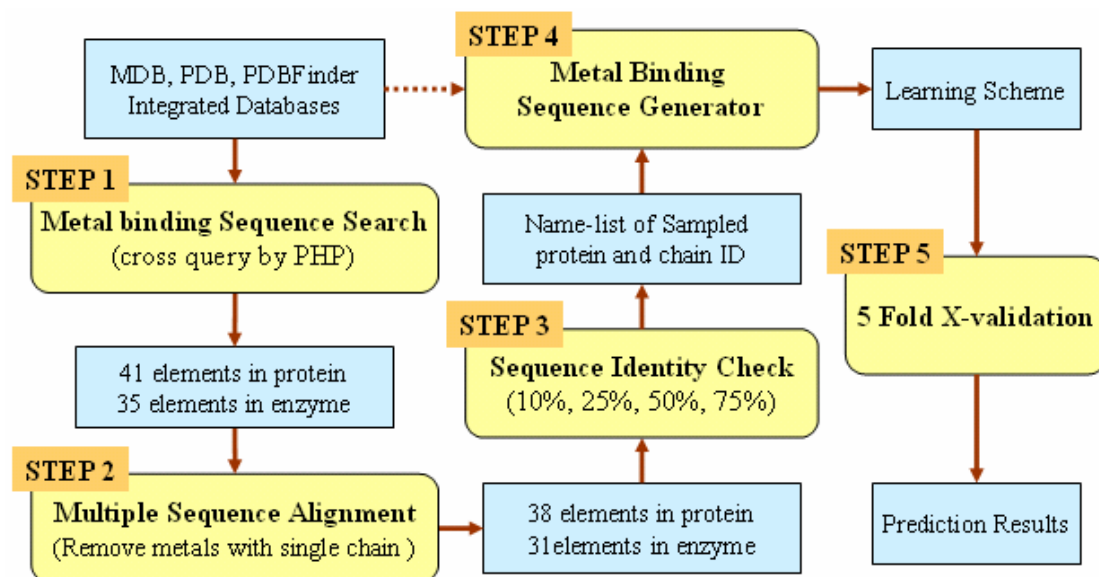 MDB, PDB, PDBFinder
Integrated Databases
STEP 1
Metal binding Sequence Search
(cross query by PHP)
41 elements in protein
35 elements in enzyme
STEP 2
Multiple Sequence Alignment
(Remove metals with single chain )
38 elements in protein
31elements in enzyme
STEP 3
Sequence Identity Check
(10%, 25%, 50%, 75%)
Name-list of Sampled
protein and chain ID
STEP 4
Metal Binding
Sequence Generator
Learning Scheme
STEP 5
5 Fold X-validation
Prediction Results